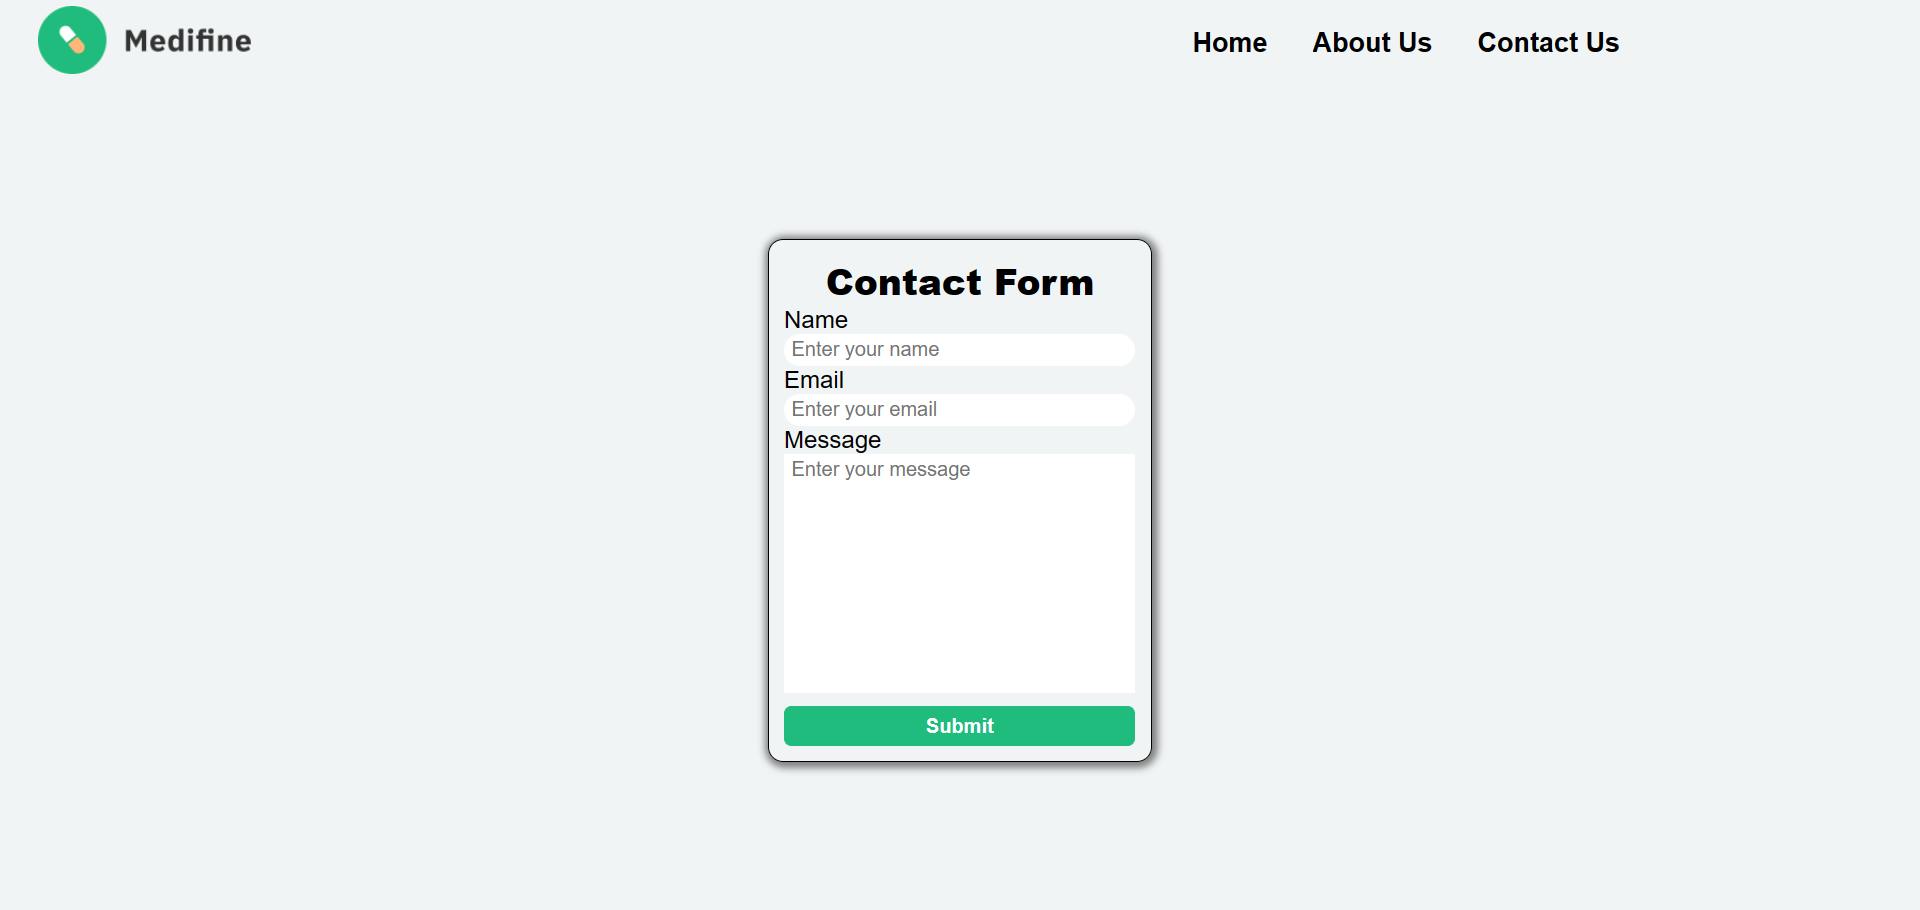 Medifine
Home About Us Contact Us
Contact Form
Name
Enter your name
Email
Enter your email
Message
Enter your message
Submit